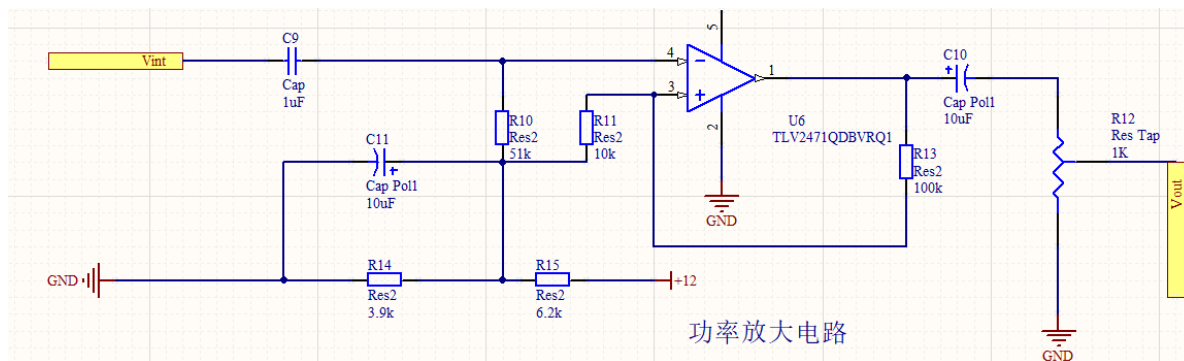 Vint
C9
Cap
1uF
R10
Res2
51k
R11
Res2
10k
C11
Cap Pol1
10uF
4
3
5
2
1
U6
TLV2471QDBVRQ1
GND
C10
Cap Pol1
10uF
R13
Res2
100k
R12
Res Tap
1K
Vout
GND
R14
Res2
3.9k
R15
Res2
6.2k
+12
功率放大电路
GND